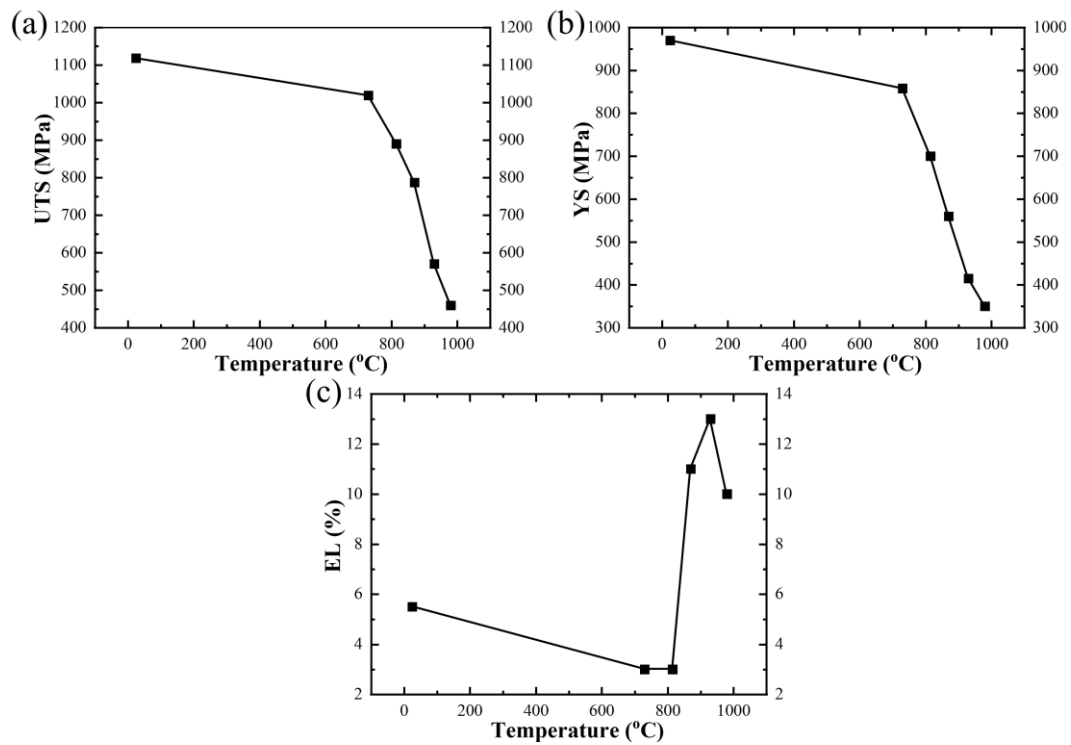 (a)
UTS (MPa)
1200 1200
1100 1100
1000 1000
900 900
800 800
700 700
600 600
500 500
400 400
0 200 400 600 800 1000
Temperature (°C)
(b)
YS (MPa)
1000 1000
900 900
800 800
700 700
600 600
500 500
400 400
300 300
0 200 400 600 800 1000
Temperature (°C)
(c)
EL (%)
14 14
12 12
10 10
8 8
6 6
4 4
2 2
0 200 400 600 800 1000
Temperature (°C)